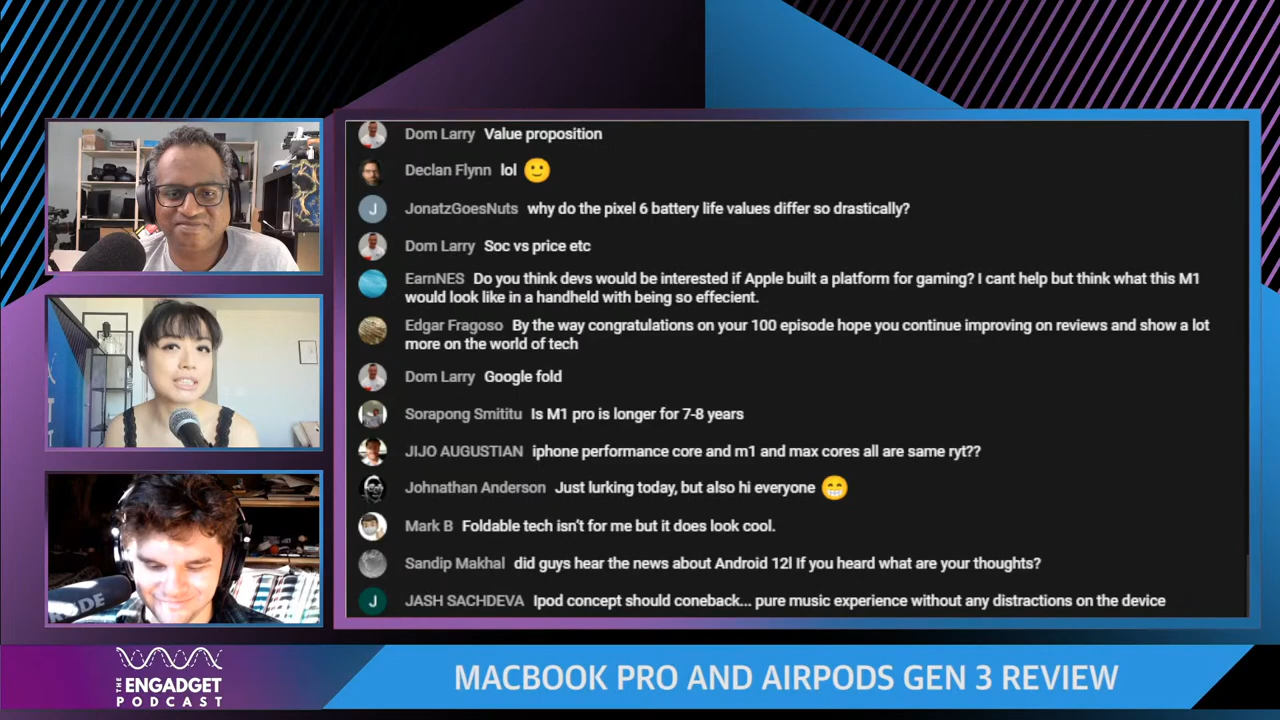 Dom Larry Value proposition
Declan Flynn lol 🙂
J JonatzGoesNuts why do the pixel 6 battery life values differ so drastically?
Dom Larry Soc vs price etc
EarnNES Do you think devs would be interested if Apple built a platform for gaming? I cant help but think what this M1
would look like in a handheld with being so effecient.
Edgar Fragoso By the way congratulations on your 100 episode hope you continue improving on reviews and show a lot
more on the world of tech
Dom Larry Google fold
Sorapong Smititu Is M1 pro is longer for 7-8 years
JIJO AUGUSTIAN iphone performance core and m1 and max cores all are same ryt??
Johnathan Anderson Just lurking today, but also hi everyone 😁
Mark B Foldable tech isn't for me but it does look cool.
Sandip Makhal did guys hear the news about Android 12l If you heard what are your thoughts?
J JASH SACHDEVA Ipod concept should coneback... pure music experience without any distractions on the device
RODE
THE
ENGADGET
PODCAST
MACBOOK PRO AND AIRPODS GEN 3 REVIEW